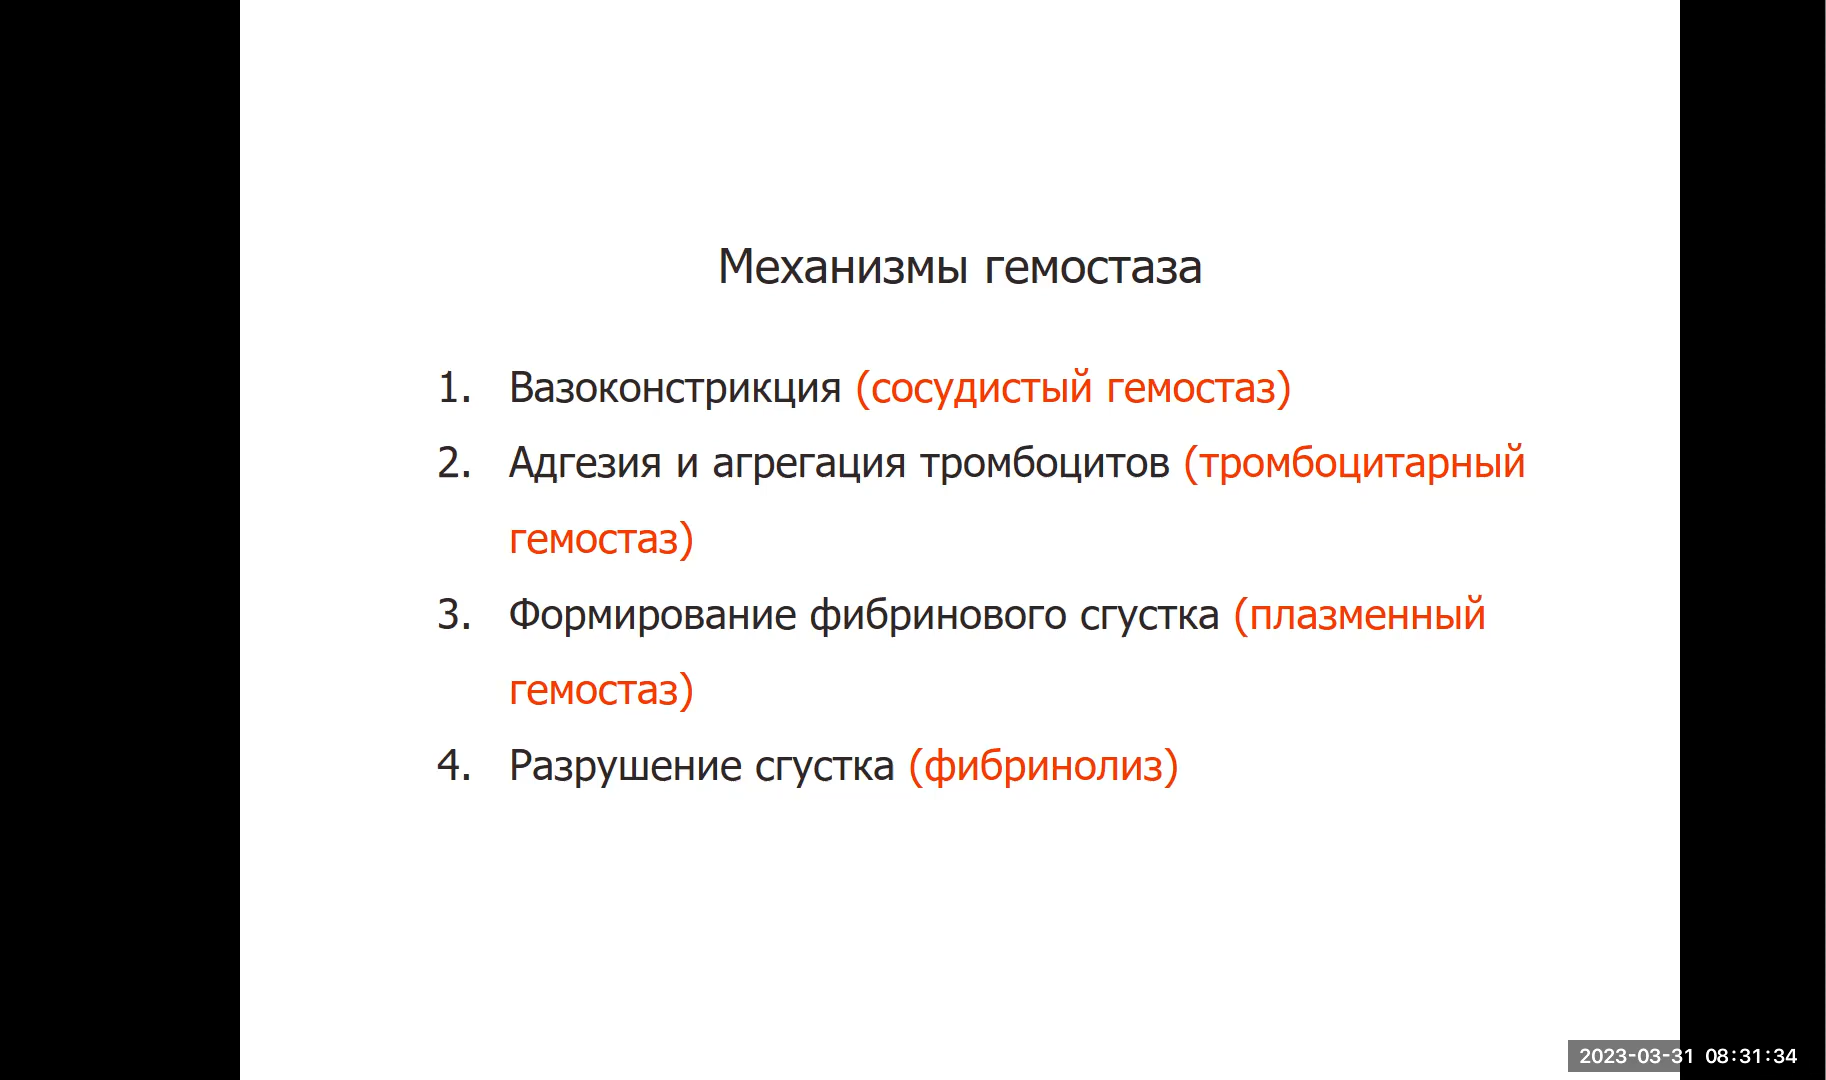 Механизмы гемостаза
1. Вазоконстрикция (сосудистый гемостаз)
2. Адгезия и агрегация тромбоцитов (тромбоцитарный
гемостаз)
3. Формирование фибринового сгустка (плазменный
гемостаз)
4. Разрушение сгустка (фибринолиз)
2023-03-31 08:31:34